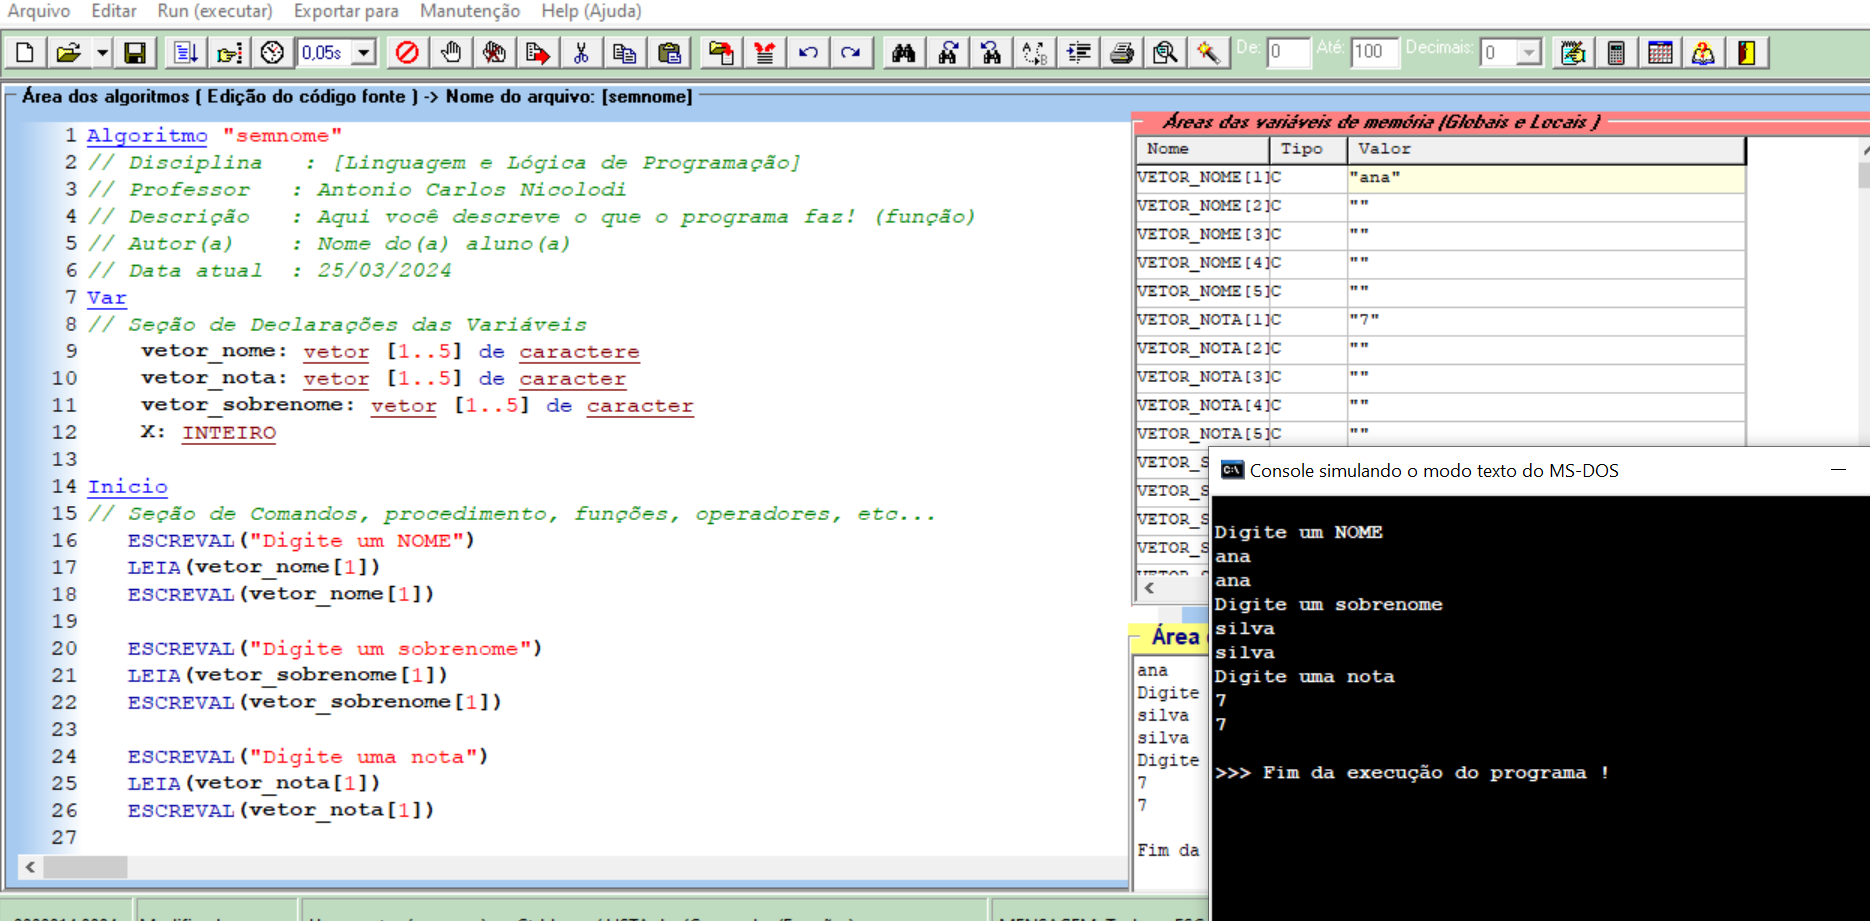 Arquivo Editar Run (executar) Exportar para Manutenção Help (Ajuda)
0,05s De: 0 Até: 100 Decimais: 0
Área dos algoritmos ( Edição do código fonte ) -> Nome do arquivo: [semnome]
1 Algoritmo "semnome"
2 // Disciplina : [Linguagem e Lógica de Programação]
3 // Professor : Antonio Carlos Nicolodi
4 // Descrição : Aqui você descreve o que o programa faz! (função)
5 // Autor(a) : Nome do(a) aluno(a)
6 // Data atual : 25/03/2024
7 Var
8 // Seção de Declarações das Variáveis
9 vetor_nome: vetor [1..5] de caractere
10 vetor_nota: vetor [1..5] de caracter
11 vetor_sobrenome: vetor [1..5] de caracter
12 X: INTEIRO
13
14 Inicio
15 // Seção de Comandos, procedimento, funções, operadores, etc...
16 ESCREVAL("Digite um NOME")
17 LEIA(vetor_nome[1])
18 ESCREVAL(vetor_nome[1])
19
20 ESCREVAL("Digite um sobrenome")
21 LEIA(vetor_sobrenome[1])
22 ESCREVAL(vetor_sobrenome[1])
23
24 ESCREVAL("Digite uma nota")
25 LEIA(vetor_nota[1])
26 ESCREVAL(vetor_nota[1])
27
Áreas das variáveis de memória (Globais e Locais )
Nome Tipo Valor
VETOR_NOME[1] C "ana"
VETOR_NOME[2] C ""
VETOR_NOME[3] C ""
VETOR_NOME[4] C ""
VETOR_NOME[5] C ""
VETOR_NOTA[1] C "7"
VETOR_NOTA[2] C ""
VETOR_NOTA[3] C ""
VETOR_NOTA[4] C ""
VETOR_NOTA[5] C ""
VETOR_S
VETOR_S
VETOR_S
VETOR_S
Área
ana
Digite
silva
silva
Digite
7
7
Fim da
Console simulando o modo texto do MS-DOS
Digite um NOME
ana
ana
Digite um sobrenome
silva
silva
Digite uma nota
7
7
>>> Fim da execução do programa !